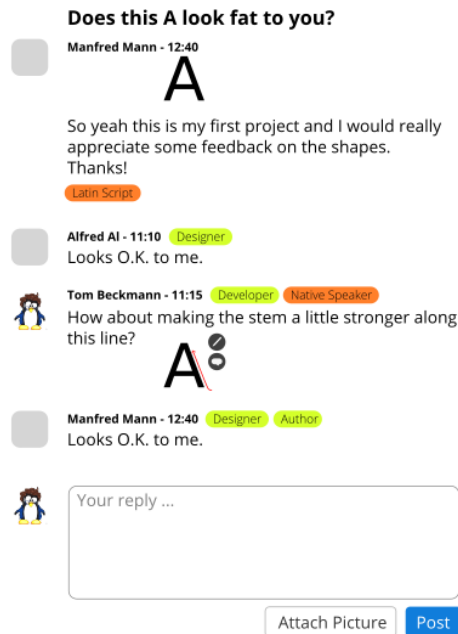 Does this A look fat to you?
Manfred Mann - 12:40
A
So yeah this is my first project and I would really
appreciate some feedback on the shapes.
Thanks!
Latin Script
Alfred Al - 11:10 Designer
Looks O.K. to me.
Tom Beckmann - 11:15 Developer Native Speaker
How about making the stem a little stronger along
this line?
A
Manfred Mann - 12:40 Designer Author
Looks O.K. to me.
Your reply ...
Attach Picture Post